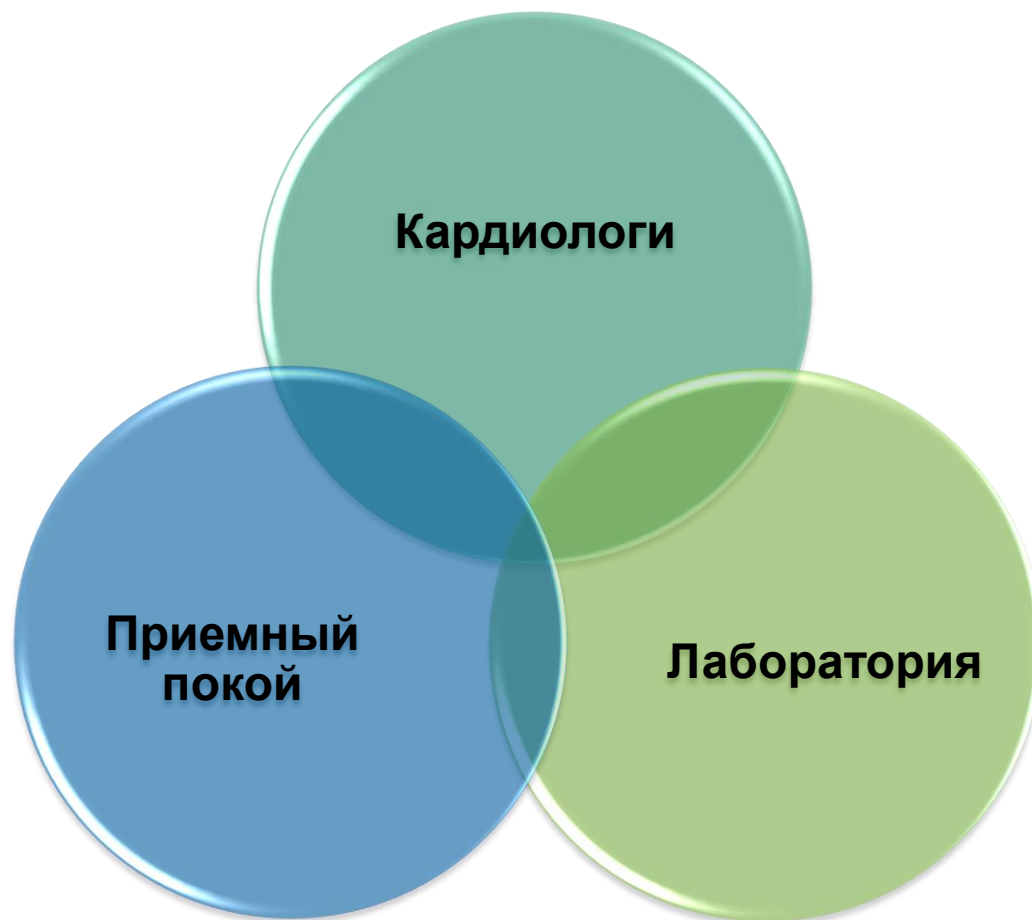 Кардиологи
Приемный
покой
Лаборатория